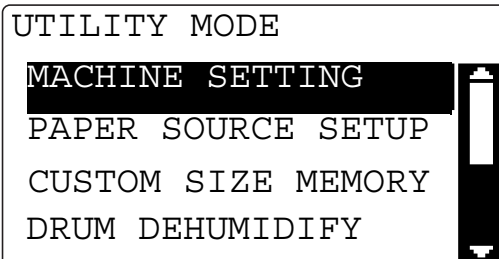 UTILITY MODE
MACHINE SETTING
PAPER SOURCE SETUP
CUSTOM SIZE MEMORY
DRUM DEHUMIDIFY